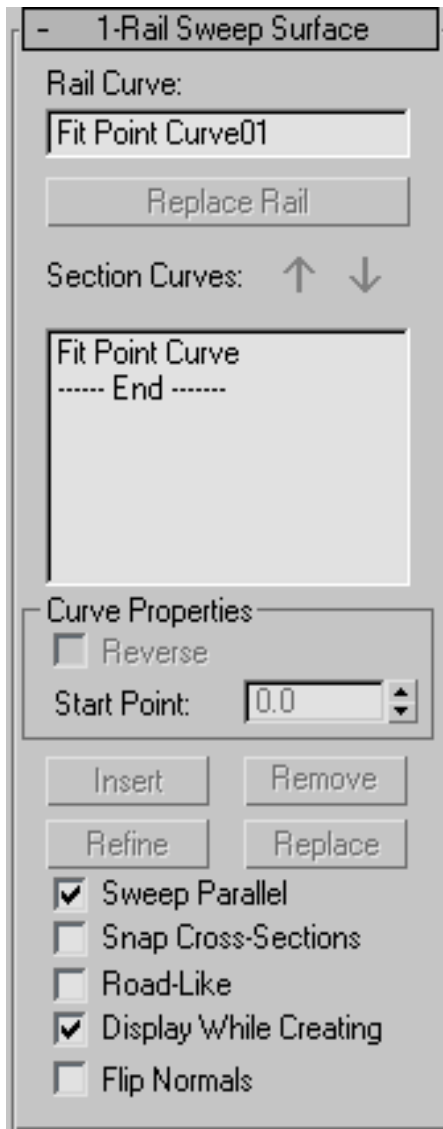 - 1-Rail Sweep Surface
Rail Curve:
Fit Point Curve01
Replace Rail
Section Curves:
Fit Point Curve
------ End -------
Curve Properties
Reverse
Start Point: 0.0
Insert Remove
Refine Replace
Sweep Parallel
Snap Cross-Sections
Road-Like
Display While Creating
Flip Normals